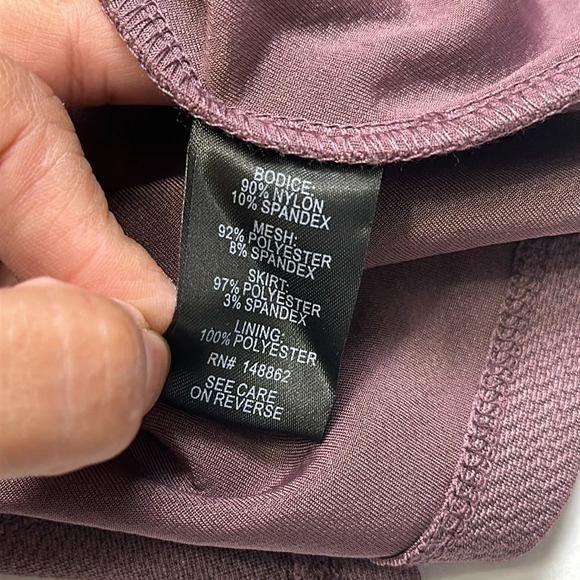 BODICE:
90% NYLON
10% SPANDEX
MESH:
92% POLYESTER
8% SPANDEX
SKIRT:
97% POLYESTER
3% SPANDEX
LINING:
100% POLYESTER
RN# 148862
SEE CARE
ON REVERSE